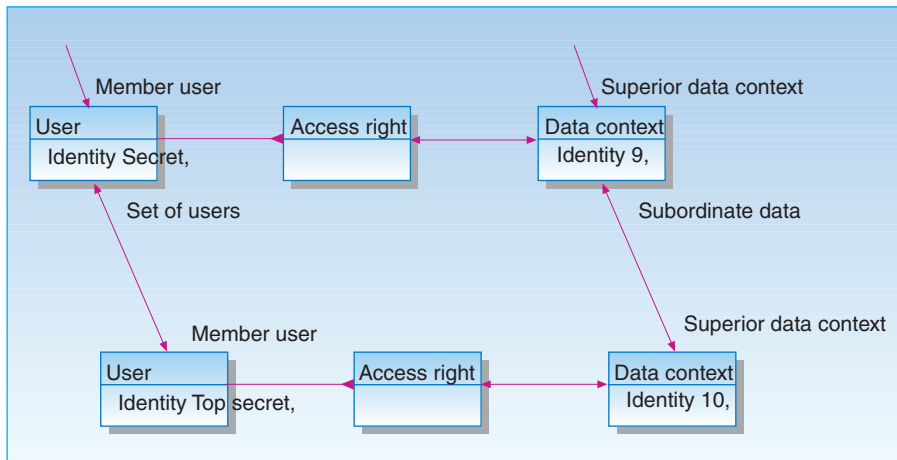 Member user
Superior data context
User
Access right
Data context
Identity Secret,
Identity 9,
Set of users
Subordinate data
Member user
Superior data context
User
Access right
Data context
Identity Top secret,
Identity 10,